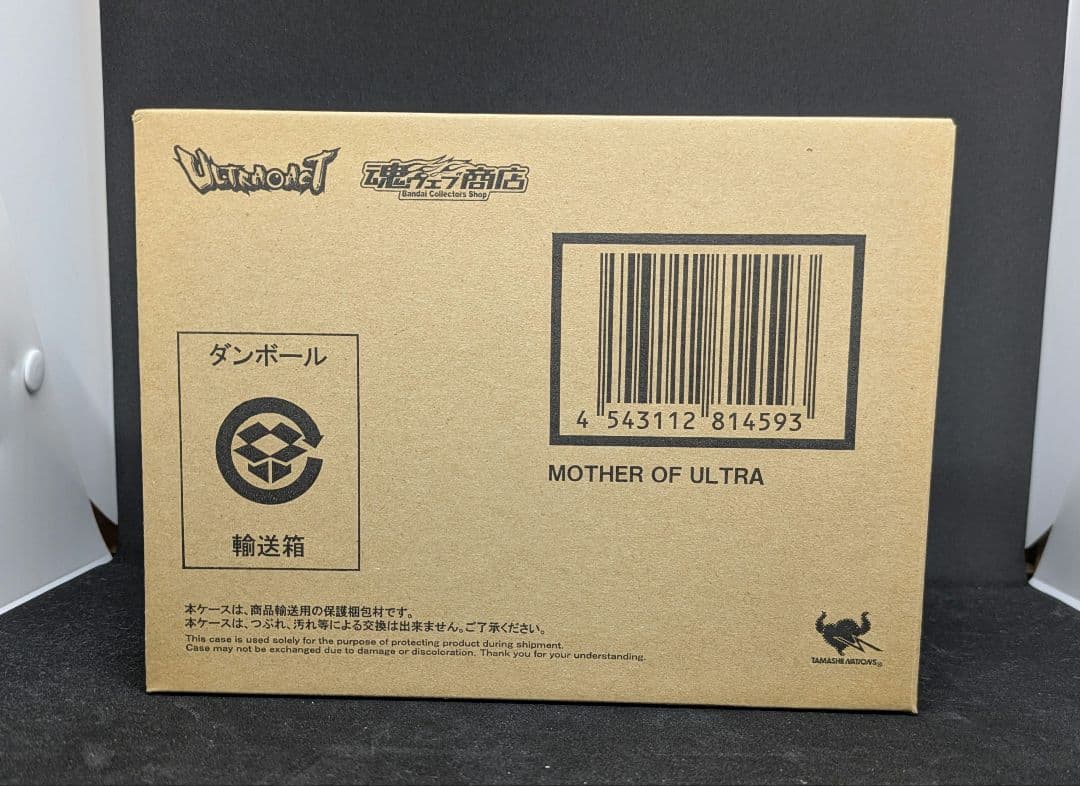 ULTRA-ACT
魂ウェブ商店
Bandai Collectors Shop
4 543112 814593
MOTHER OF ULTRA
ダンボール
輸送箱
本ケースは、商品輸送用の保護梱包材です。
本ケースは、つぶれ、汚れ等による交換は出来ません。ご了承ください。
This case is used solely for the purpose of protecting product during shipment.
Case may not be exchanged due to damage or discoloration. Thank you for your understanding.
TAMASHII NATIONS